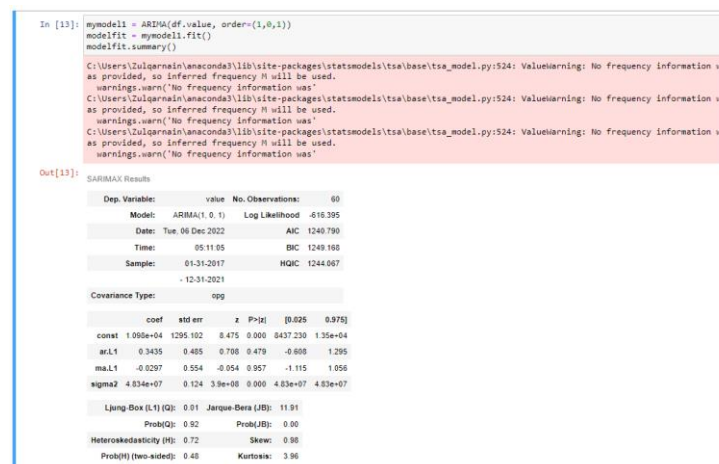 In [13]: mymodel1 = ARIMA(df.value, order=(1,0,1))
modelfit = mymodel1.fit()
modelfit.summary()
C:\Users\Zulqarnain\anaconda3\lib\site-packages\statsmodels\tsa\base\tsa_model.py:524: ValueWarning: No frequency information w
as provided, so inferred frequency M will be used.
warnings.warn('No frequency information was'
C:\Users\Zulqarnain\anaconda3\lib\site-packages\statsmodels\tsa\base\tsa_model.py:524: ValueWarning: No frequency information w
as provided, so inferred frequency M will be used.
warnings.warn('No frequency information was'
C:\Users\Zulqarnain\anaconda3\lib\site-packages\statsmodels\tsa\base\tsa_model.py:524: ValueWarning: No frequency information w
as provided, so inferred frequency M will be used.
warnings.warn('No frequency information was'
Out[13]: SARIMAX Results
Dep. Variable: value No. Observations: 60
Model: ARIMA(1, 0, 1) Log Likelihood -616.395
Date: Tue, 06 Dec 2022 AIC 1240.790
Time: 05:11:05 BIC 1249.168
Sample: 01-31-2017 HQIC 1244.067
- 12-31-2021
Covariance Type: opg
coef std err z P>|z| [0.025 0.975]
const 1.098e+04 1295.102 8.475 0.000 8437.230 1.35e+04
ar.L1 0.3435 0.485 0.708 0.479 -0.608 1.295
ma.L1 -0.0297 0.554 -0.054 0.957 -1.115 1.056
sigma2 4.834e+07 0.124 3.9e+08 0.000 4.83e+07 4.83e+07
Ljung-Box (L1) (Q): 0.01 Jarque-Bera (JB): 11.91
Prob(Q): 0.92 Prob(JB): 0.00
Heteroskedasticity (H): 0.72 Skew: 0.98
Prob(H) (two-sided): 0.48 Kurtosis: 3.96